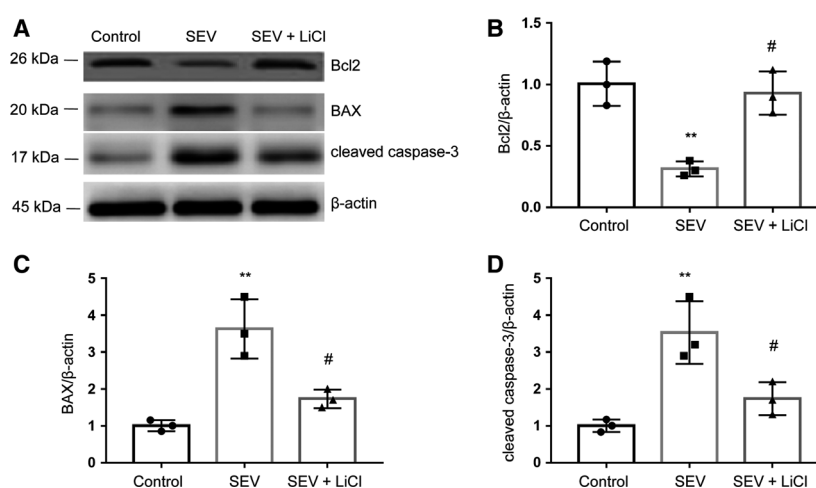 A
Control SEV SEV + LiCl
26 kDa Bcl2
20 kDa BAX
17 kDa cleaved caspase-3
45 kDa β-actin
B
1.5
1.0
0.5
0.0
Bcl2/β-actin
**
#
Control SEV SEV + LiCl
C
5
4
3
2
1
0
BAX/β-actin
**
#
Control SEV SEV + LiCl
D
5
4
3
2
1
0
cleaved caspase-3/β-actin
**
#
Control SEV SEV + LiCl